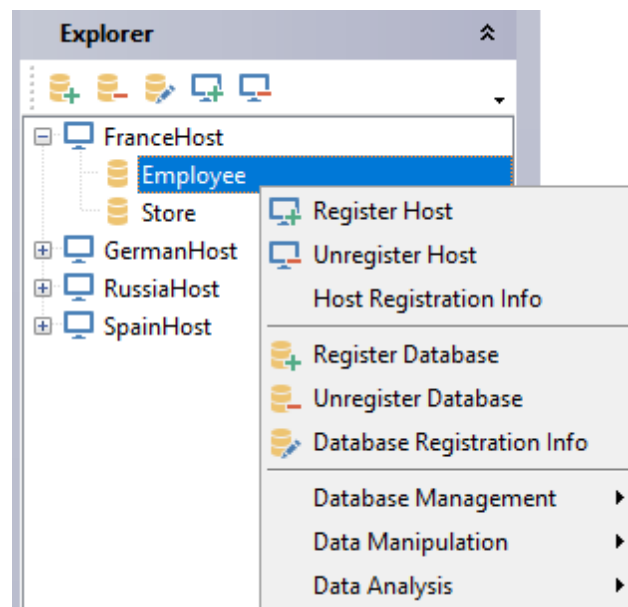 Explorer
FranceHost
Employee
Store
GermanHost
RussiaHost
SpainHost
Register Host
Unregister Host
Host Registration Info
Register Database
Unregister Database
Database Registration Info
Database Management
Data Manipulation
Data Analysis